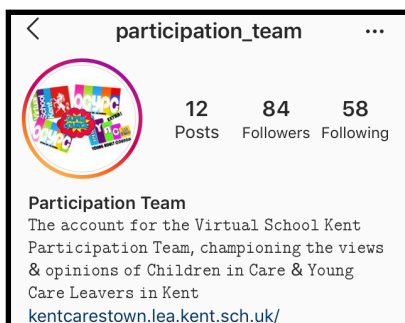 participation_team
12 84 58
Posts Followers Following
Participation Team
The account for the Virtual School Kent
Participation Team, championing the views
& opinions of Children in Care & Young
Care Leavers in Kent
kentcarestown.lea.kent.sch.uk/